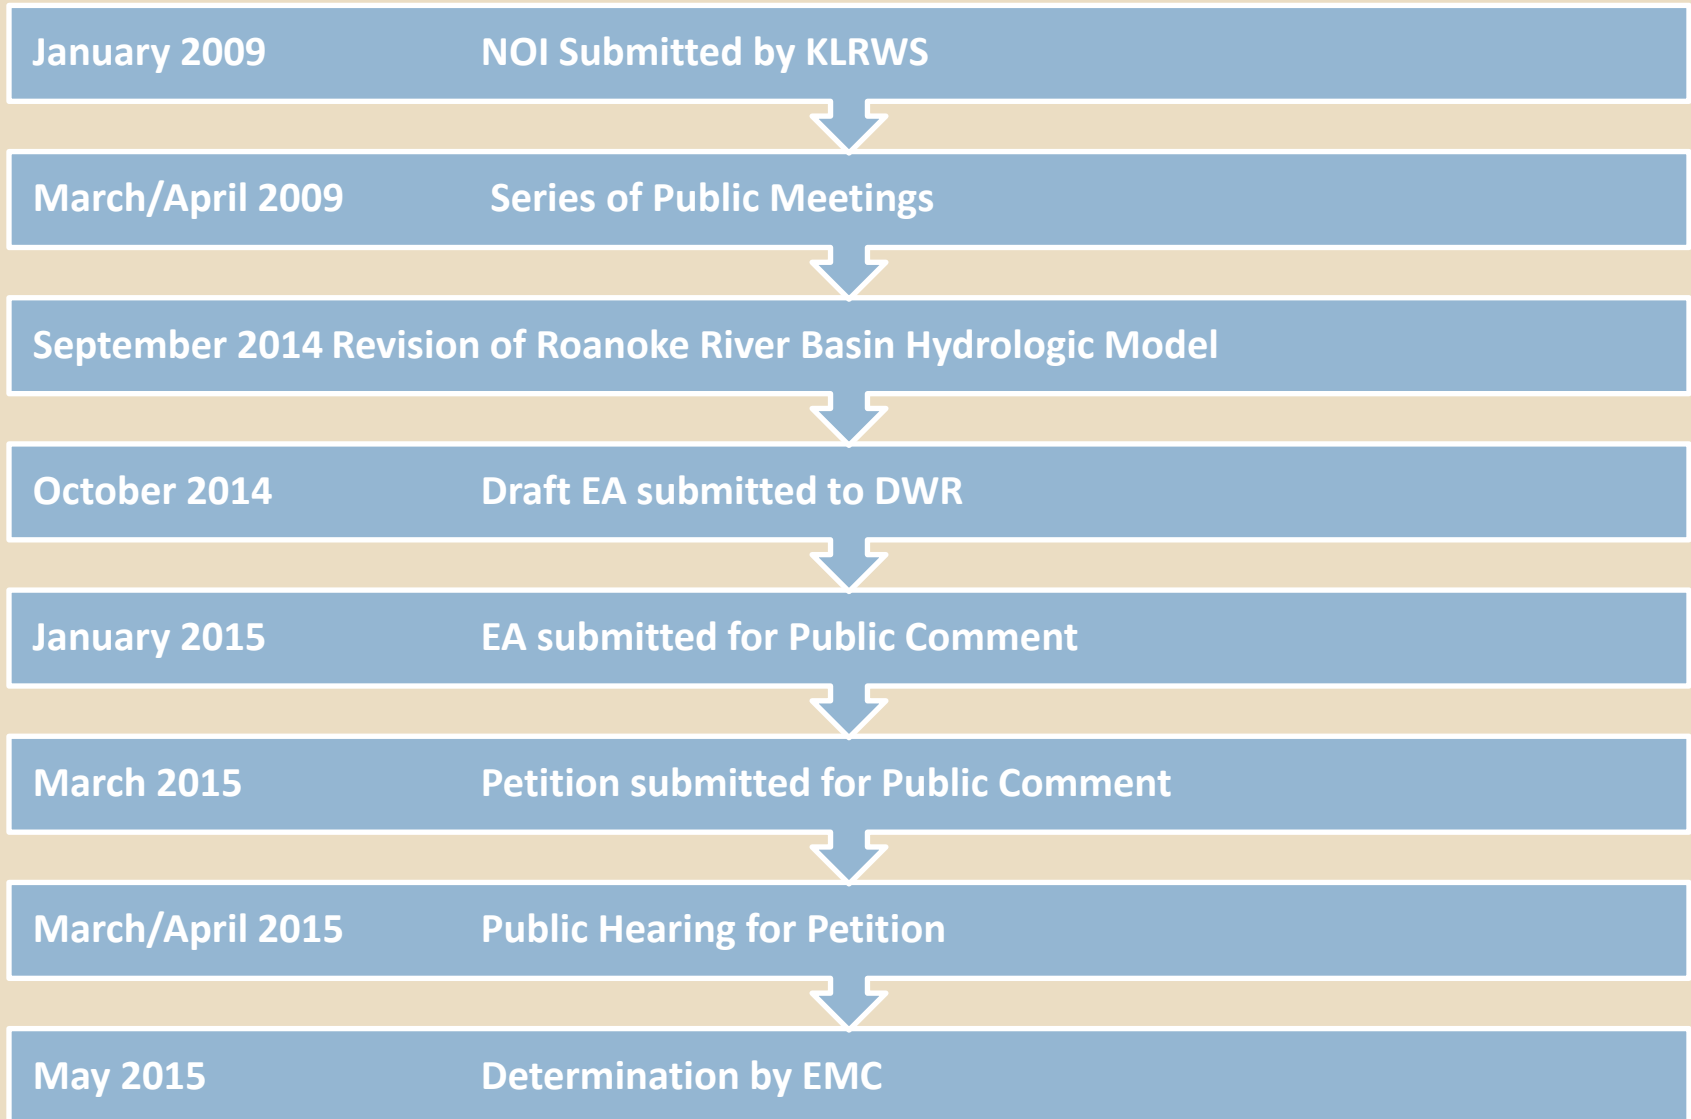 January 2009 NOI Submitted by KLRWS
March/April 2009 Series of Public Meetings
September 2014 Revision of Roanoke River Basin Hydrologic Model
October 2014 Draft EA submitted to DWR
January 2015 EA submitted for Public Comment
March 2015 Petition submitted for Public Comment
March/April 2015 Public Hearing for Petition
May 2015 Determination by EMC